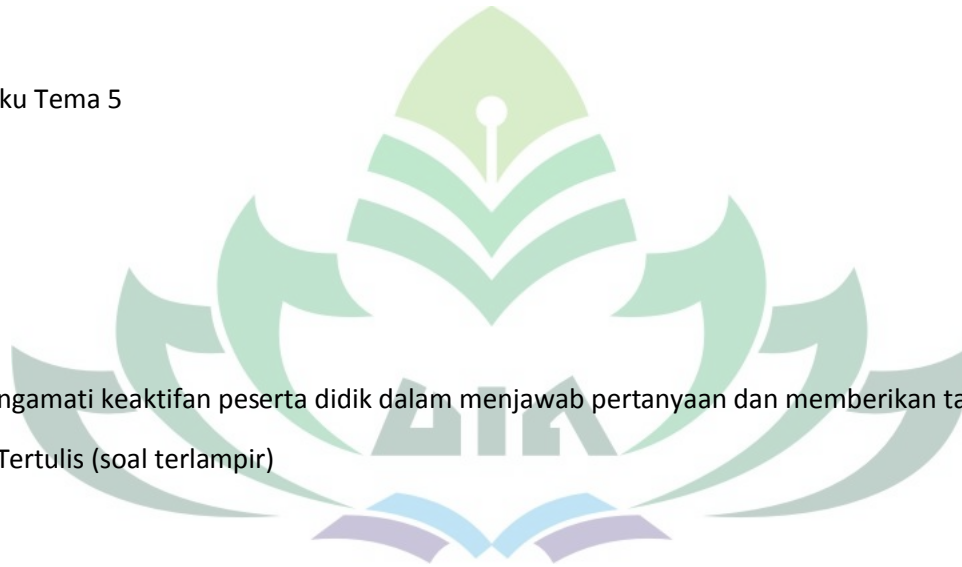 ku Tema 5
ngamati keaktifan peserta didik dalam menjawab pertanyaan dan memberikan ta
Tertulis (soal terlampir)